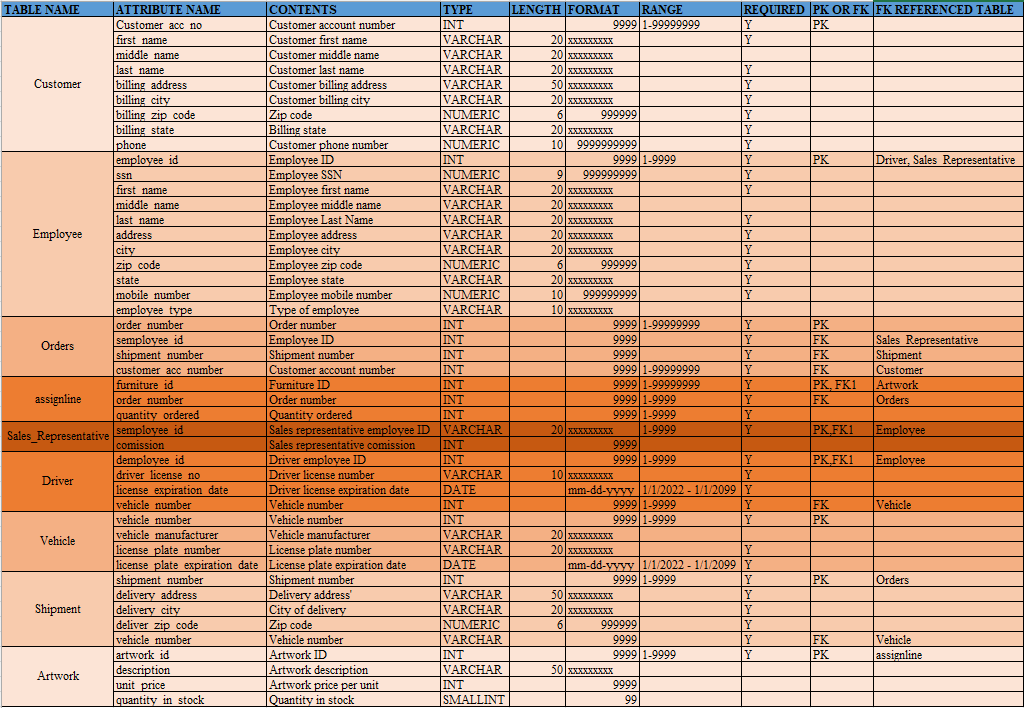 TABLE NAME ATTRIBUTE NAME CONTENTS TYPE LENGTH FORMAT RANGE REQUIRED PK OR FK FK REFERENCED TABLE
Customer_acc_no Customer account number INT 9999 1-99999999 Y PK
first_name Customer first name VARCHAR 20 xxxxxxxxx Y
middle_name Customer middle name VARCHAR 20 xxxxxxxxx
last_name Customer last name VARCHAR 20 xxxxxxxxx Y
Customer billing_address Customer billing address VARCHAR 50 xxxxxxxxx Y
billing_city Customer billing city VARCHAR 20 xxxxxxxxx Y
billing_zip_code Zip code NUMERIC 6 999999 Y
billing_state Billing state VARCHAR 20 xxxxxxxxx Y
phone Customer phone number NUMERIC 10 9999999999 Y
employee_id Employee ID INT 9999 1-9999 Y PK Driver, Sales_Representative
ssn Employee SSN NUMERIC 9 999999999 Y
first_name Employee first name VARCHAR 20 xxxxxxxxx Y
middle_name Employee middle name VARCHAR 20 xxxxxxxxx
last_name Employee Last Name VARCHAR 20 xxxxxxxxx Y
Employee address Employee address VARCHAR 20 xxxxxxxxx Y
city Employee city VARCHAR 20 xxxxxxxxx Y
zip_code Employee zip code NUMERIC 6 999999 Y
state Employee state VARCHAR 20 xxxxxxxxx Y
mobile_number Employee mobile number NUMERIC 10 999999999 Y
employee_type Type of employee VARCHAR 10 xxxxxxxxx
order_number Order number INT 9999 1-99999999 Y PK
Orders semployee_id Employee ID INT 9999 Y FK Sales_Representative
shipment_number Shipment number INT 9999 Y FK Shipment
customer_acc_number Customer account number INT 9999 1-99999999 Y FK Customer
furniture_id Furniture ID INT 9999 1-99999999 Y PK, FK1 Artwork
assignline order_number Order number INT 9999 1-9999 Y FK Orders
quantity_ordered Quantity ordered INT 9999 1-9999 Y
Sales_Representative semployee_id Sales representative employee ID VARCHAR 20 xxxxxxxxx 1-9999 Y PK,FK1 Employee
comission Sales representative comission INT 9999
demployee_id Driver employee ID INT 9999 1-9999 Y PK,FK1 Employee
Driver driver_license_no Driver license number VARCHAR 10 xxxxxxxxx Y
license_expiration_date Driver license expiration date DATE mm-dd-yyyy 1/1/2022 - 1/1/2099 Y
vehicle_number Vehicle number INT 9999 1-9999 Y FK Vehicle
vehicle_number Vehicle number INT 9999 1-9999 Y PK
Vehicle vehicle_manufacturer Vehicle manufacturer VARCHAR 20 xxxxxxxxx
license_plate_number License plate number VARCHAR 20 xxxxxxxxx Y
license_plate_expiration_date License plate expiration date DATE mm-dd-yyyy 1/1/2022 - 1/1/2099 Y
shipment_number Shipment number INT 9999 1-9999 Y PK Orders
delivery_address Delivery address' VARCHAR 50 xxxxxxxxx Y
Shipment delivery_city City of delivery VARCHAR 20 xxxxxxxxx Y
deliver_zip_code Zip code NUMERIC 6 999999 Y
vehicle_number Vehicle number VARCHAR 9999 Y FK Vehicle
artwork_id Artwork ID INT 9999 1-9999 Y PK assignline
Artwork description Artwork description VARCHAR 50 xxxxxxxxx
unit_price Artwork price per unit INT 9999
quantity_in_stock Quantity in stock SMALLINT 99